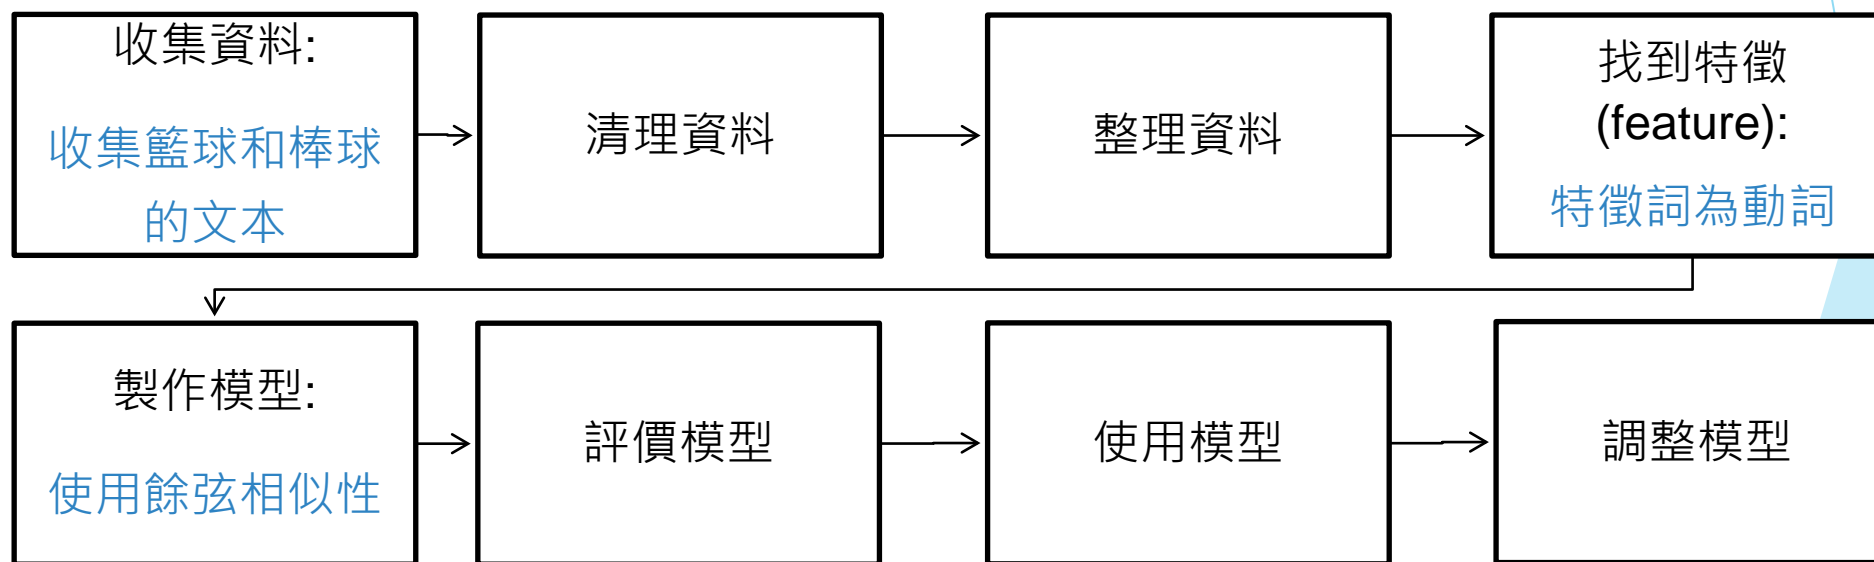 收集資料:
收集籃球和棒球
的文本
清理資料
整理資料
找到特徵
(feature):
特徵詞為動詞
製作模型:
使用餘弦相似性
評價模型
使用模型
調整模型